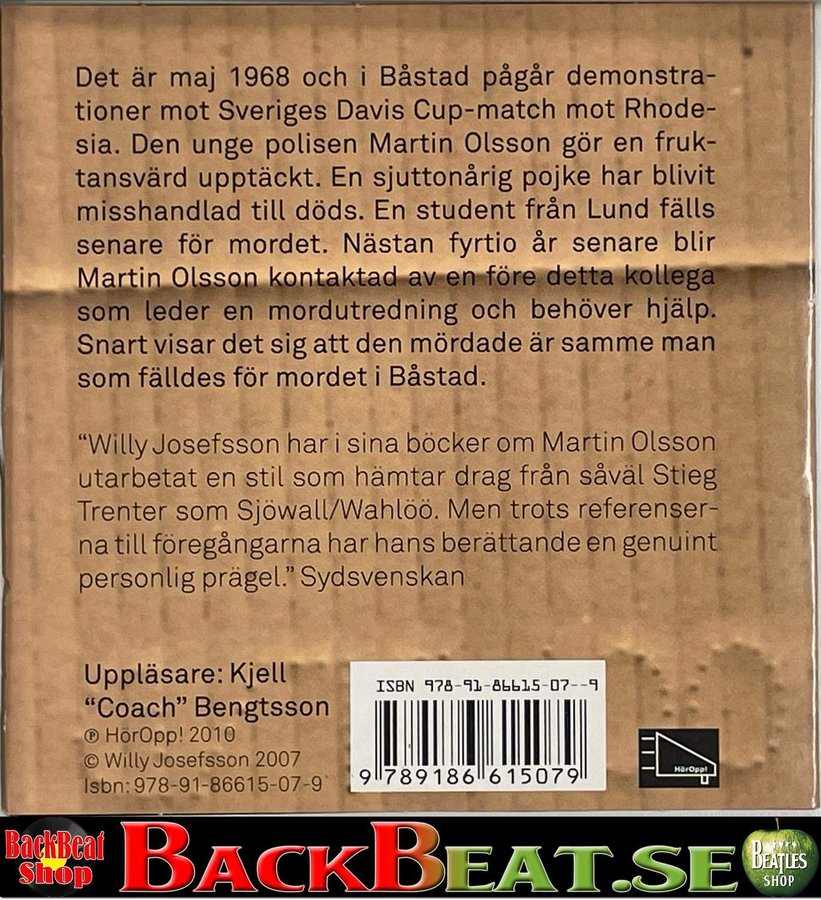 Det är maj 1968 och i Båstad pågår demonstra-
tioner mot Sveriges Davis Cup-match mot Rhode-
sia. Den unge polisen Martin Olsson gör en fruk-
tansvärd upptäckt. En sjuttonårig pojke har blivit
misshandlad till döds. En student från Lund fälls
senare för mordet. Nästan fyrtio år senare blir
Martin Olsson kontaktad av en före detta kollega
som leder en mordutredning och behöver hjälp.
Snart visar det sig att den mördade är samme man
som fälldes för mordet i Båstad.
“Willy Josefsson har i sina böcker om Martin Olsson
utarbetat en stil som hämtar drag från såväl Stieg
Trenter som Sjöwall/Wahlöö. Men trots referenser-
na till föregångarna har hans berättande en genuint
personlig prägel.” Sydsvenskan
Uppläsare: Kjell
“Coach” Bengtsson
℗ HörOpp! 2010
© Willy Josefsson 2007
Isbn: 978-91-86615-07-9
ISBN 978-91-86615-07--9
9 789186 615079
HörOpp!
BackBeat
Shop
BACKBEAT.SE
BEATLES
SHOP